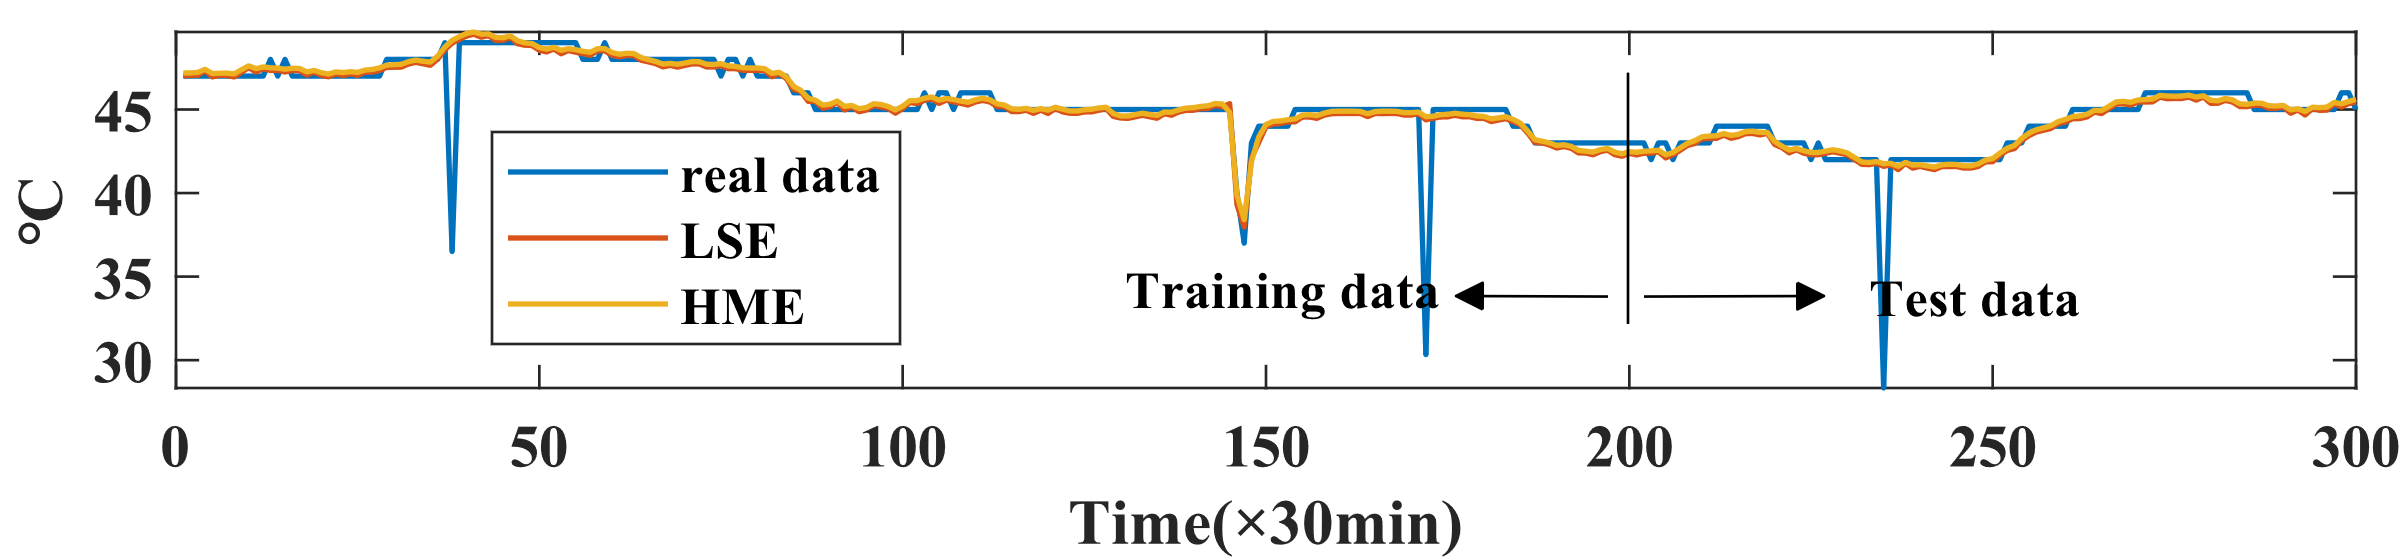 °C
45
40
35
30
real data
LSE
HME
Training data
Test data
0 50 100 150 200 250 300
Time(×30min)